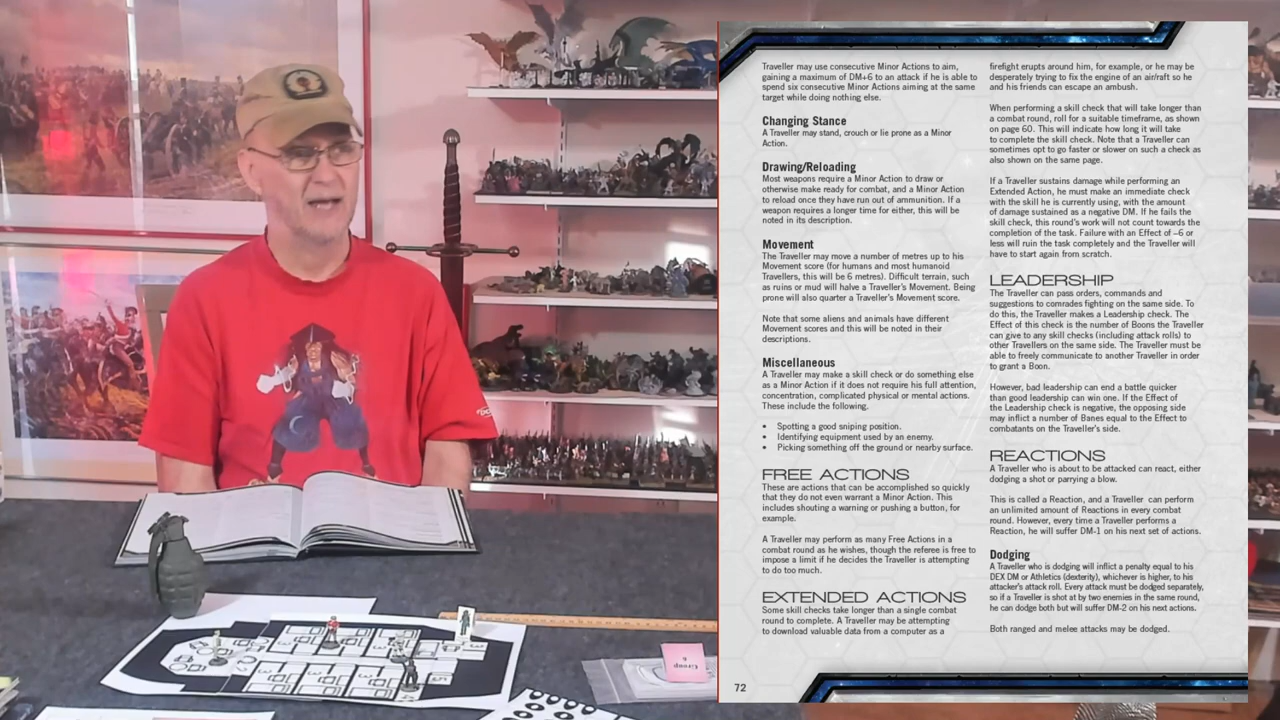 Traveller may use consecutive Minor Actions to aim,
gaining a maximum of DM+6 to an attack if he is able to
spend six consecutive Minor Actions aiming at the same
target while doing nothing else.
Changing Stance
A Traveller may stand, crouch or lie prone as a Minor
Action.
Drawing/Reloading
Most weapons require a Minor Action to draw or
otherwise make ready for combat, and a Minor Action
to reload once they have run out of ammunition. If a
weapon requires a longer time for either, this will be
noted in its description.
Movement
The Traveller may move a number of metres up to his
Movement score (for humans and most humanoid
Travellers, this will be 6 metres). Difficult terrain, such
as ruins or mud will halve a Traveller's Movement. Being
prone will also quarter a Traveller's Movement score.
Note that some aliens and animals have different
Movement scores and this will be noted in their
descriptions.
Miscellaneous
A Traveller may make a skill check or do something else
as a Minor Action if it does not require his full attention,
concentration, complicated physical or mental actions.
These include the following.
• Spotting a good sniping position.
• Identifying equipment used by an enemy.
• Picking something off the ground or nearby surface.
FREE ACTIONS
These are actions that can be accomplished so quickly
that they do not even warrant a Minor Action. This
includes shouting a warning or pushing a button, for
example.
A Traveller may perform as many Free Actions in a
combat round as he wishes, though the referee is free to
impose a limit if he decides the Traveller is attempting
to do too much.
EXTENDED ACTIONS
Some skill checks take longer than a single combat
round to complete. A Traveller may be attempting
to download valuable data from a computer as a
72
firefight erupts around him, for example, or he may be
desperately trying to fix the engine of an air/raft so he
and his friends can escape an ambush.
When performing a skill check that will take longer than
a combat round, roll for a suitable timeframe, as shown
on page 60. This will indicate how long it will take
to complete the skill check. Note that a Traveller can
sometimes opt to go faster or slower on such a check as
also shown on the same page.
If a Traveller sustains damage while performing an
Extended Action, he must make an immediate check
with the skill he is currently using, with the amount
of damage sustained as a negative DM. If he fails the
skill check, this round's work will not count towards the
completion of the task. Failure with an Effect of –6 or
less will ruin the task completely and the Traveller will
have to start again from scratch.
LEADERSHIP
The Traveller can pass orders, commands and
suggestions to comrades fighting on the same side. To
do this, the Traveller makes a Leadership check. The
Effect of this check is the number of Boons the Traveller
can give to any skill checks (including attack rolls) to
other Travellers on the same side. The Traveller must be
able to freely communicate to another Traveller in order
to grant a Boon.
However, bad leadership can end a battle quicker
than good leadership can win one. If the Effect of
the Leadership check is negative, the opposing side
may inflict a number of Banes equal to the Effect to
combatants on the Traveller's side.
REACTIONS
A Traveller who is about to be attacked can react, either
dodging a shot or parrying a blow.
This is called a Reaction, and a Traveller can perform
an unlimited amount of Reactions in every combat
round. However, every time a Traveller performs a
Reaction, he will suffer DM-1 on his next set of actions.
Dodging
A Traveller who is dodging will inflict a penalty equal to his
DEX DM or Athletics (dexterity), whichever is higher, to his
attacker's attack roll. Every attack must be dodged separately,
so if a Traveller is shot at by two enemies in the same round,
he can dodge both but will suffer DM-2 on his next actions.
Both ranged and melee attacks may be dodged.